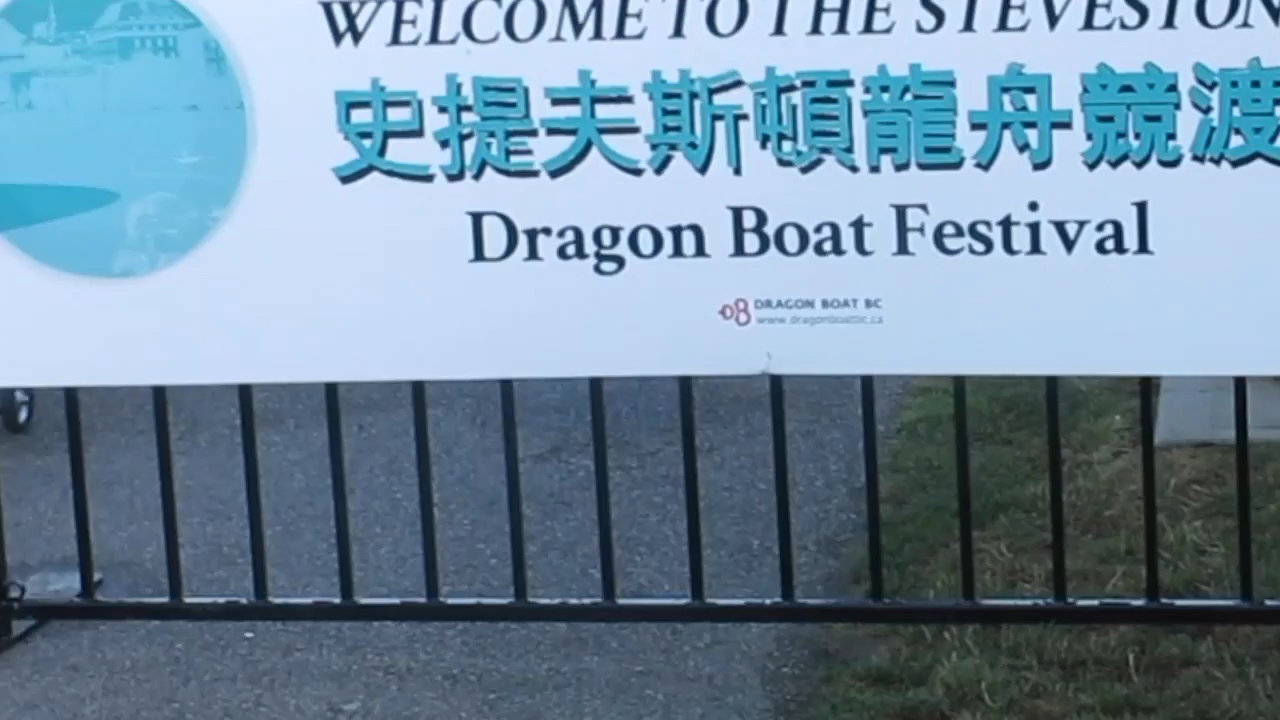 WELCOME TO THE STEVESTON
史提夫斯頓龍舟競渡
Dragon Boat Festival
DB DRAGON BOAT BC
www.dragonboatbc.ca